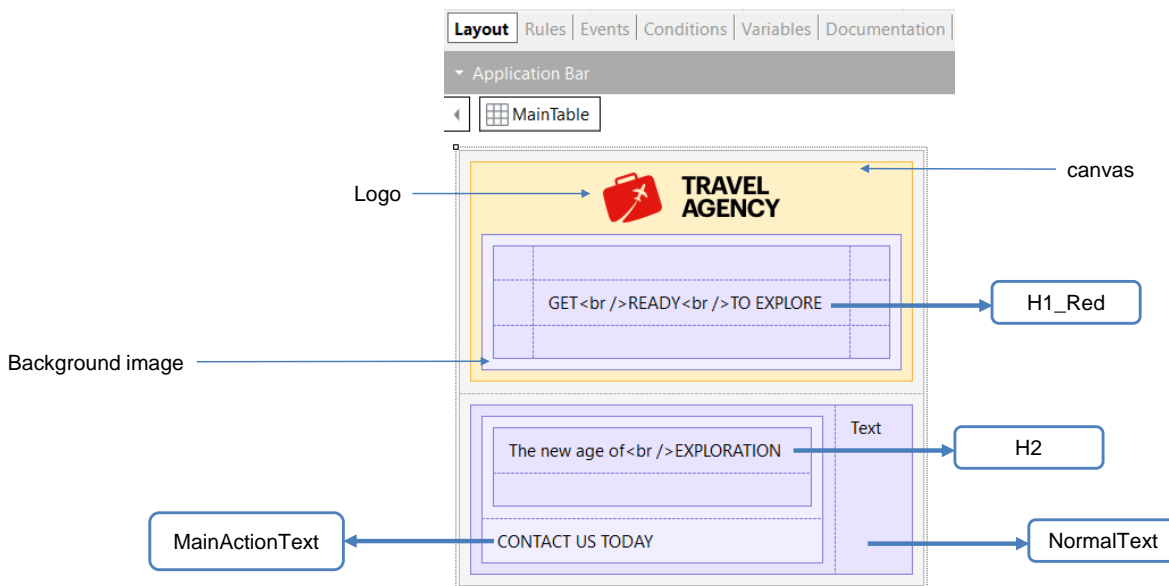 Layout Rules Events Conditions Variables Documentation
Application Bar
MainTable
canvas
Logo
TRAVEL
AGENCY
GET<br />READY<br />TO EXPLORE
H1_Red
Background image
Text
The new age of<br />EXPLORATION
H2
MainActionText
CONTACT US TODAY
NormalText